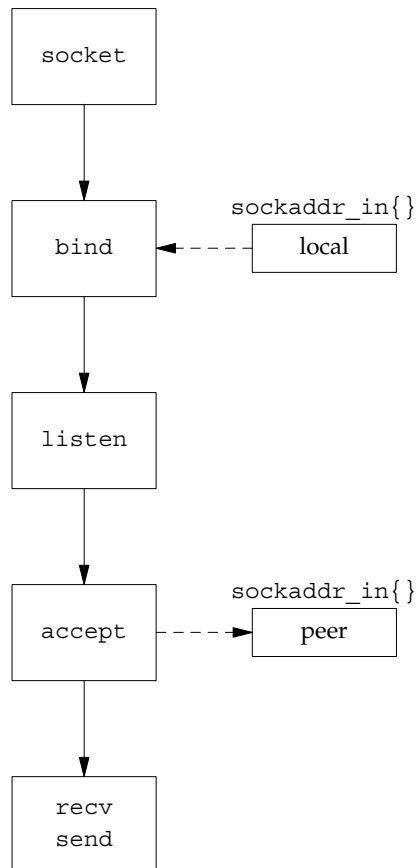 socket
sockaddr_in{}
bind
local
listen
sockaddr_in{}
accept
peer
recv
send